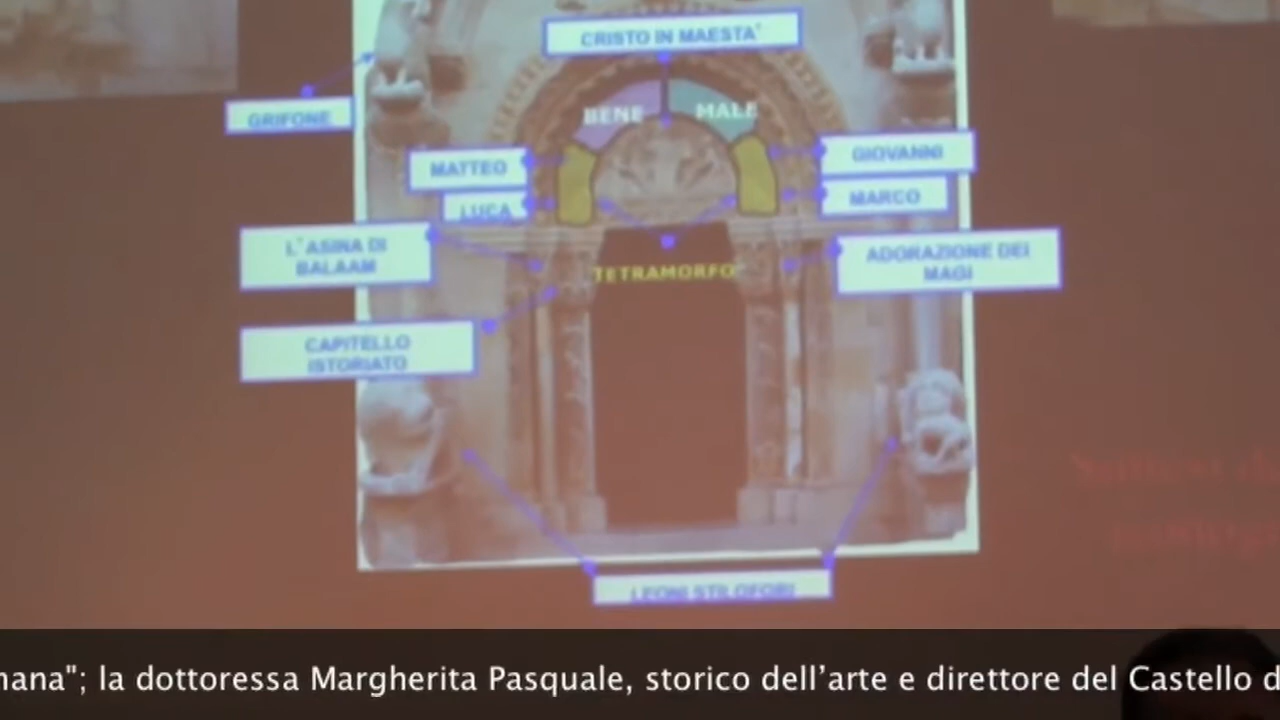 CRISTO IN MAESTA'
GRIFONE
BENE
MALE
MATTEO
GIOVANNI
LUCA
MARCO
L'ASINA DI
BALAAM
ADORAZIONE DEI
MAGI
TETRAMORFO
CAPITELLO
ISTORIATO
LEONI STILOFORI
mana"; la dottoressa Margherita Pasquale, storico dell'arte e direttore del Castello d